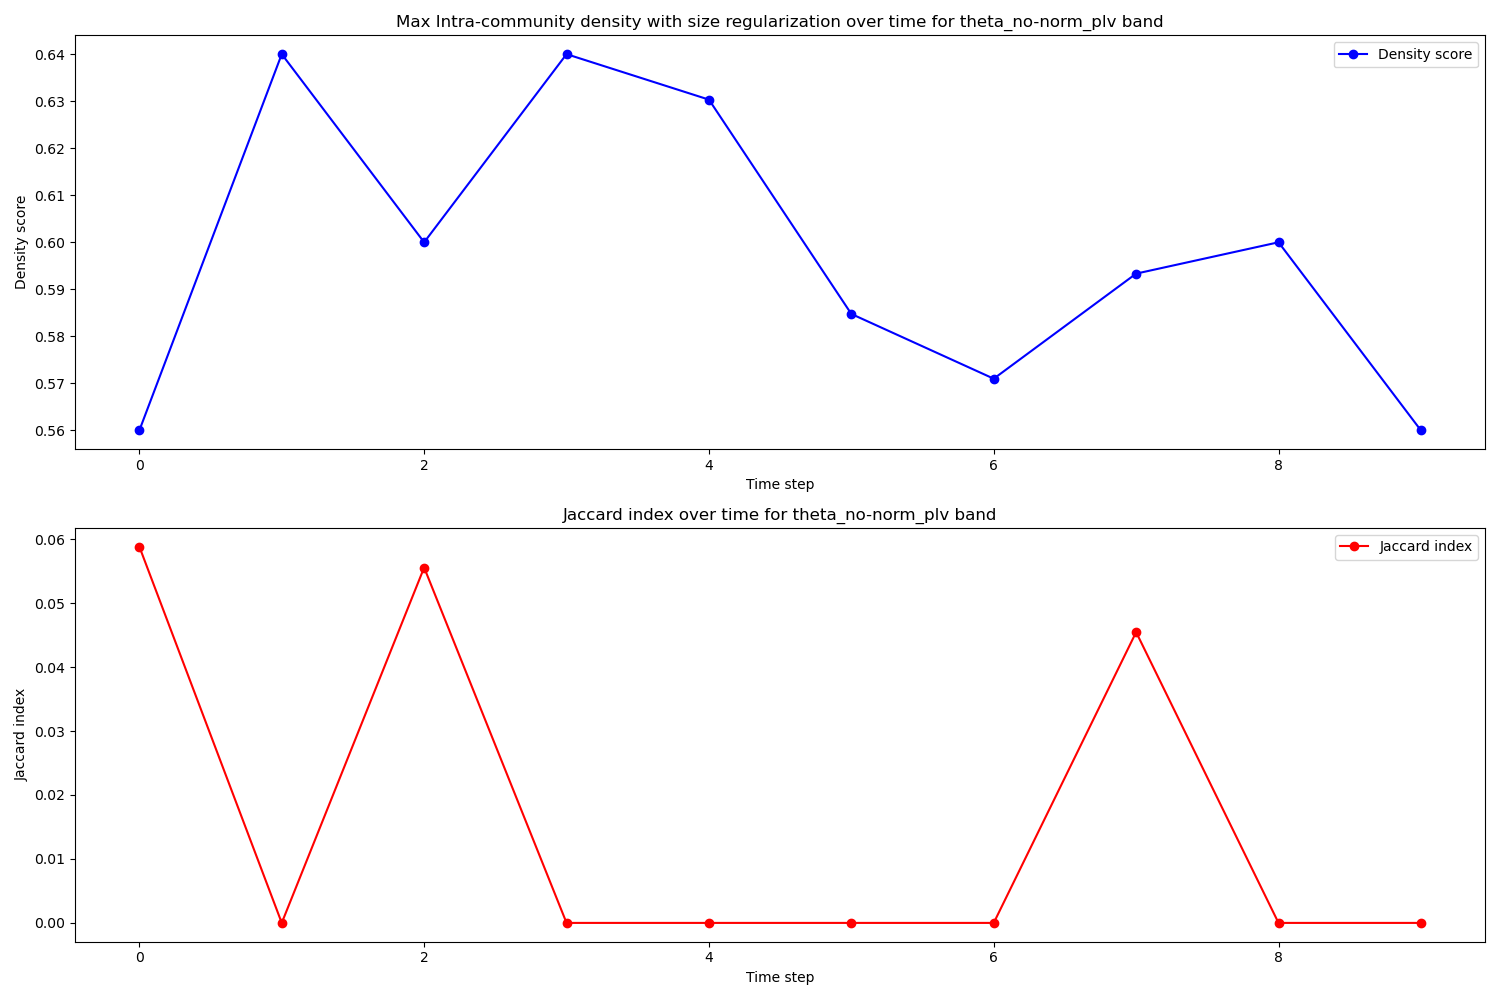 Max Intra-community density with size regularization over time for theta_no-norm_plv band
Density score
0.64
0.63
0.62
0.61
0.60
0.59
0.58
0.57
0.56
Density score
0 2 4 6 8
Time step
Jaccard index over time for theta_no-norm_plv band
Jaccard index
0.06
0.05
0.04
0.03
0.02
0.01
0.00
Jaccard index
0 2 4 6 8
Time step